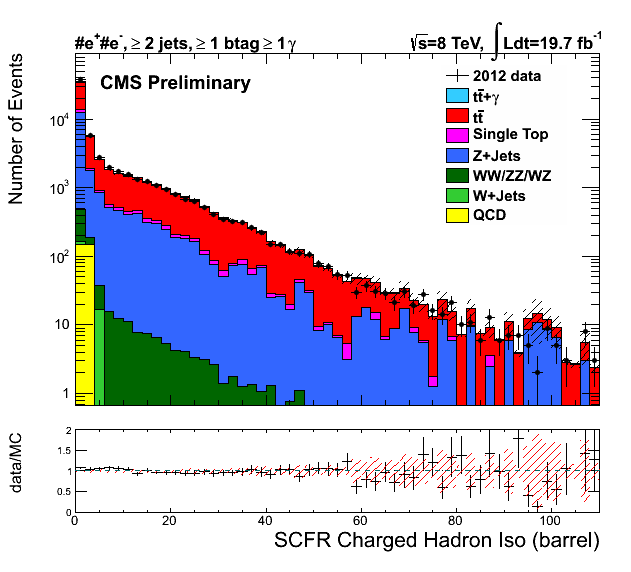 #e⁺#e⁻, ≥ 2 jets, ≥ 1 btag ≥ 1γ
√s=8 TeV, ∫Ldt=19.7 fb⁻¹
CMS Preliminary
2012 data
tt̄+γ
tt̄
Single Top
Z+Jets
WW/ZZ/WZ
W+Jets
QCD
Number of Events
10⁴
10³
10²
10
1
data/MC
2
1.5
1
0.5
0
0 20 40 60 80 100
SCFR Charged Hadron Iso (barrel)